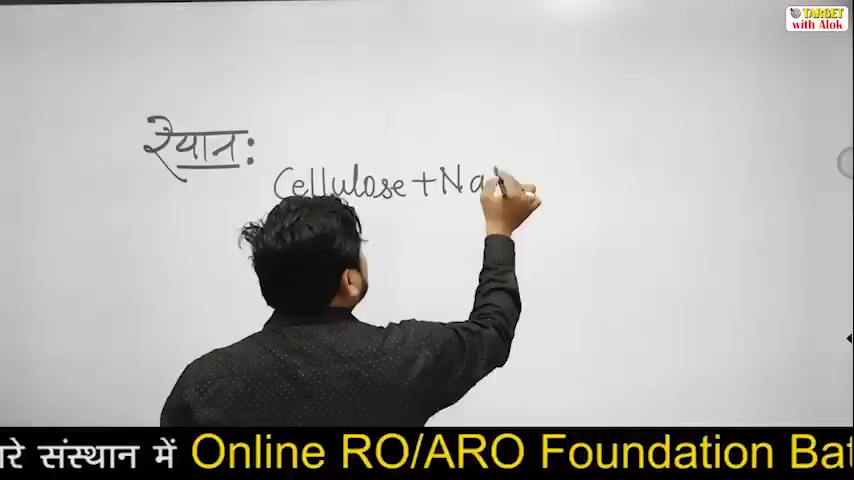 TARGET
with Alok
रैयान:
Cellulose + Na
रे संस्थान में Online RO/ARO Foundation Bat